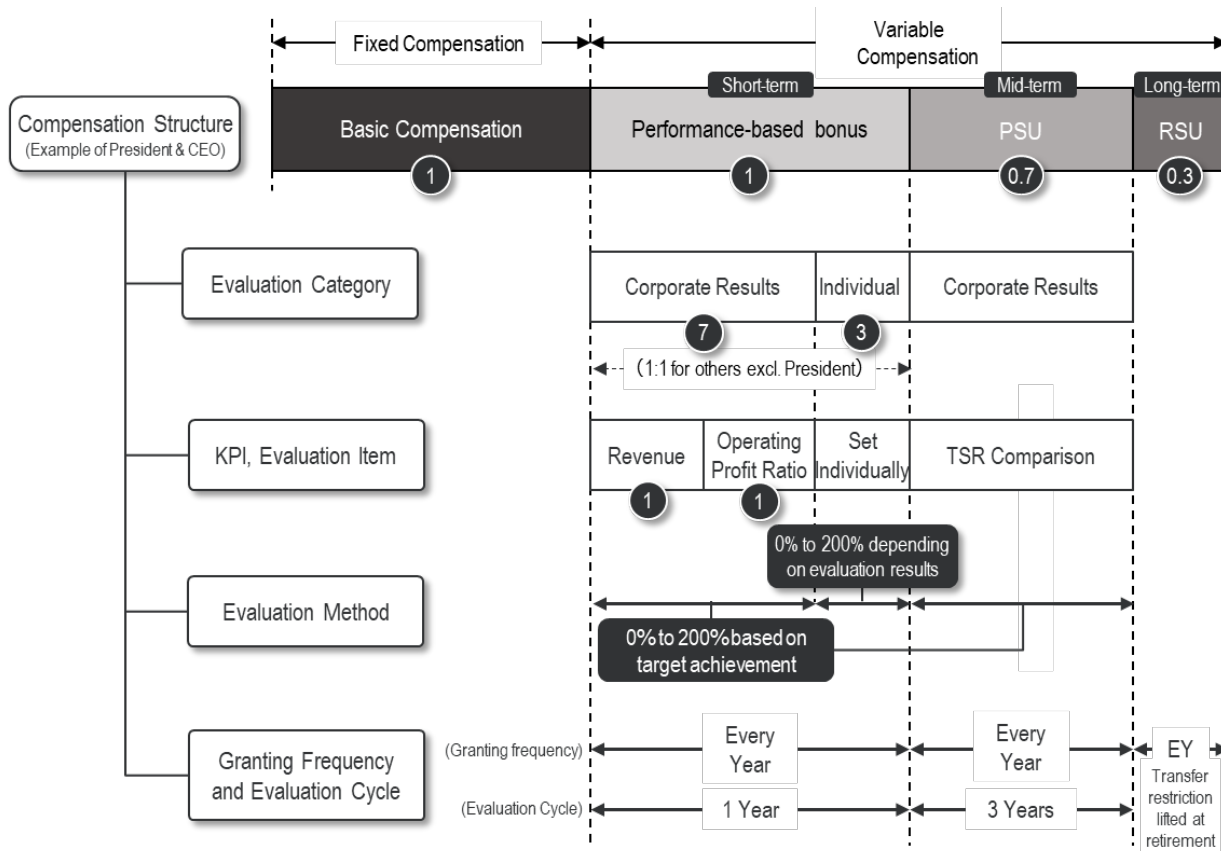 Fixed Compensation
Variable
Compensation
Short-term
Mid-term
Long-term
Compensation Structure
(Example of President & CEO)
Basic Compensation
Performance-based bonus
PSU
RSU
1
1
0.7
0.3
Evaluation Category
Corporate Results
Individual
Corporate Results
7
3
(1:1 for others excl. President)
KPI, Evaluation Item
Revenue
Operating
Profit Ratio
Set
Individually
TSR Comparison
1
1
0% to 200% depending
on evaluation results
Evaluation Method
0% to 200% based on
target achievement
Granting Frequency
and Evaluation Cycle
(Granting frequency)
Every
Year
Every
Year
EY
Transfer
restriction
lifted at
retirement
(Evaluation Cycle)
1 Year
3 Years